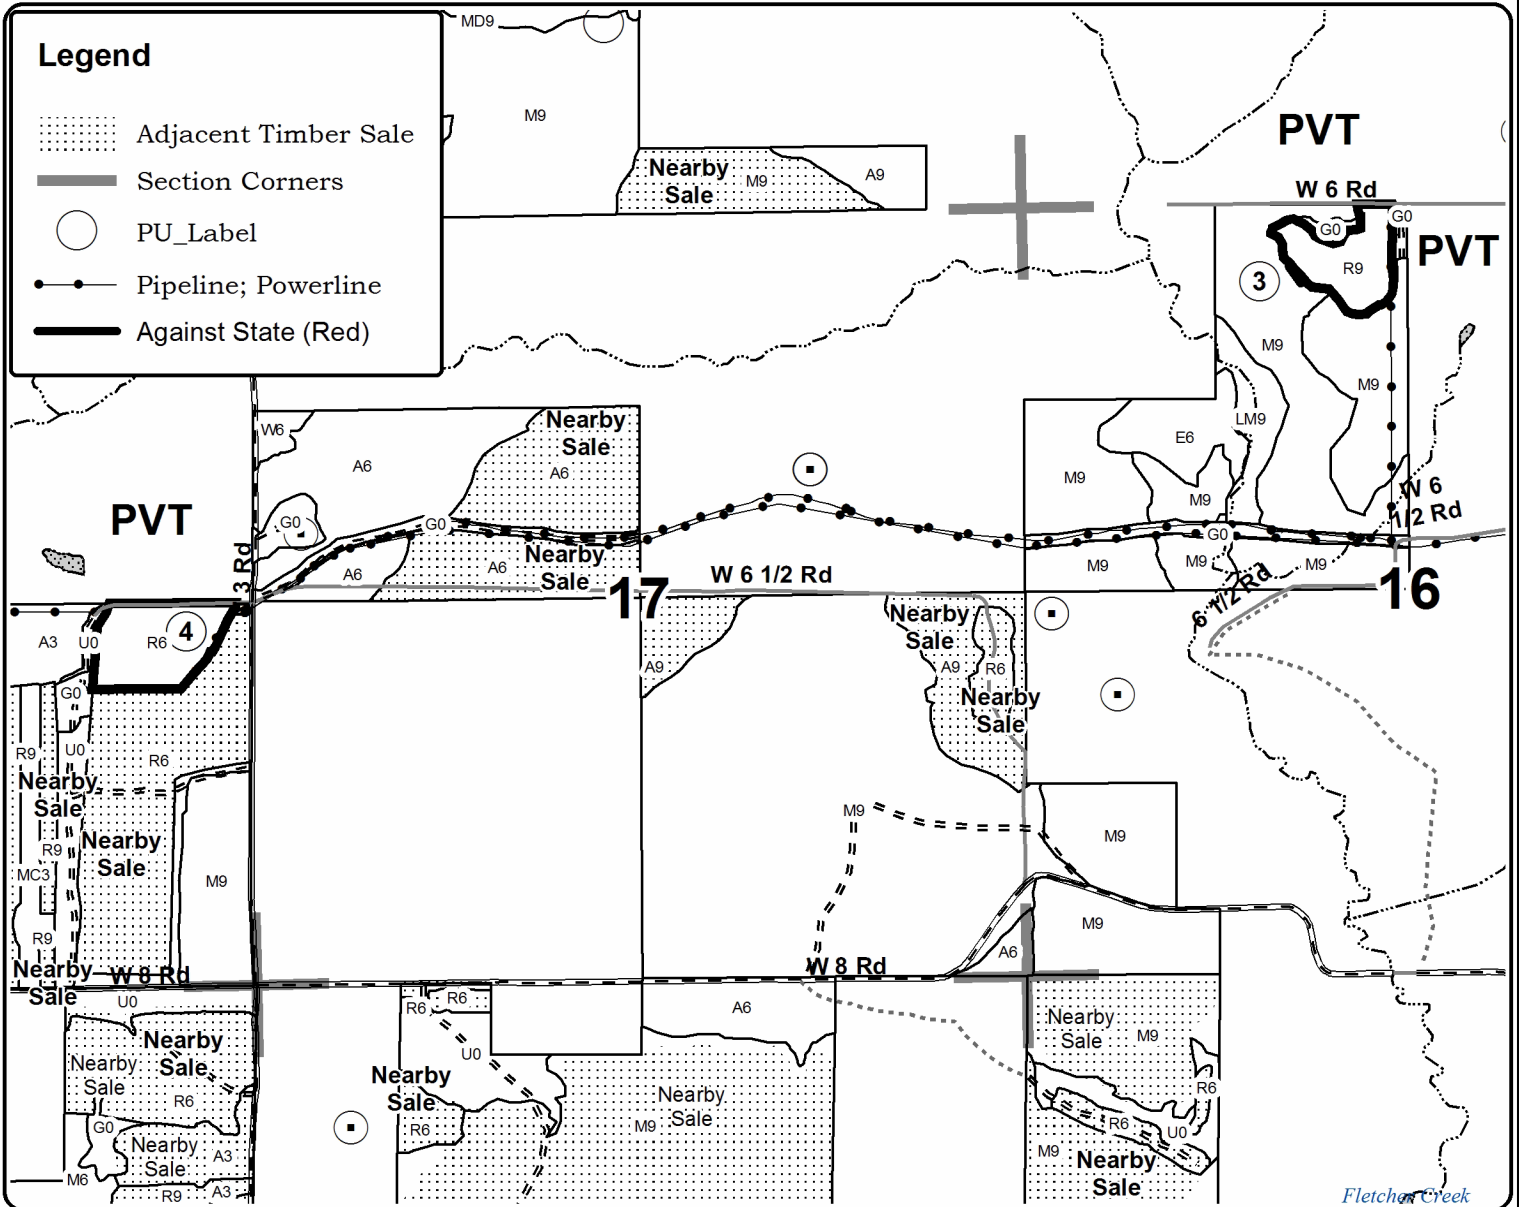 Legend
Adjacent Timber Sale
Section Corners
PU_Label
Pipeline; Powerline
Against State (Red)
MD9
M9
Nearby
Sale
M9
A9
PVT
W 6 Rd
G0
G0
PVT
R9
3
M9
M9
LM9
E6
M9
M9
W 6
1/2 Rd
W6
A6
Nearby
Sale
A6
PVT
G0
G0
3 Rd
A6
A6
Nearby
Sale
17
W 6 1/2 Rd
M9
M9
G0
M9
16
6 1/2 Rd
A3
U0
R6
4
G0
A9
Nearby
Sale
A9
R6
Nearby
Sale
R9
U0
R6
Nearby
Sale
Nearby
Sale
R9
MC3
M9
R9
M9
M9
M9
A6
Nearby
Sale
W 8 Rd
W 8 Rd
U0
R6
R6
A6
Nearby
Sale
M9
Nearby
Sale
Nearby
Sale
R6
U0
Nearby
Sale
R6
Nearby
Sale
M9
R6
R6
U0
G0
Nearby
Sale
A3
M9
Nearby
Sale
M6
R9
A3
Fletcher Creek